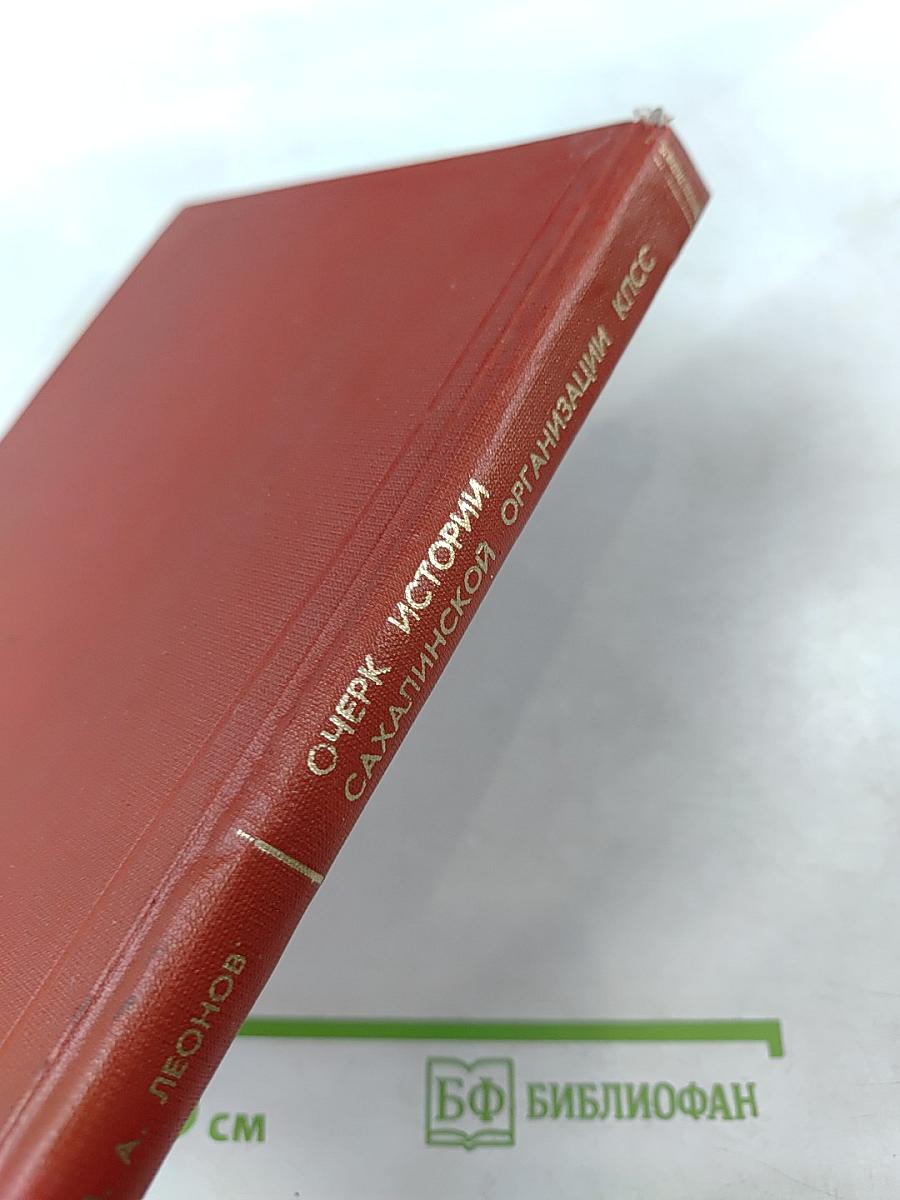 ОЧЕРК ИСТОРИИ
САХАЛИНСКОЙ ОРГАНИЗАЦИИ КПСС
А. ЛЕОНОВ
см
БФ БИБЛИОФАН